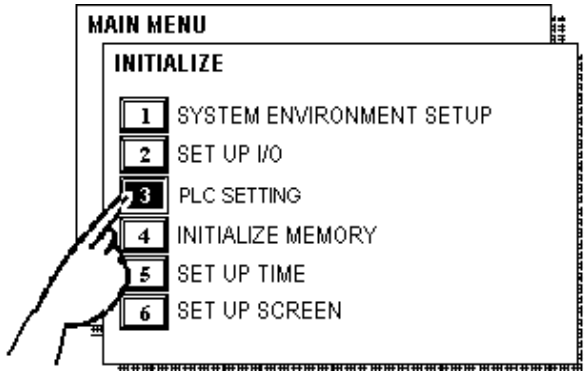 MAIN MENU
INITIALIZE
1 SYSTEM ENVIRONMENT SETUP
2 SET UP I/O
3 PLC SETTING
4 INITIALIZE MEMORY
5 SET UP TIME
6 SET UP SCREEN